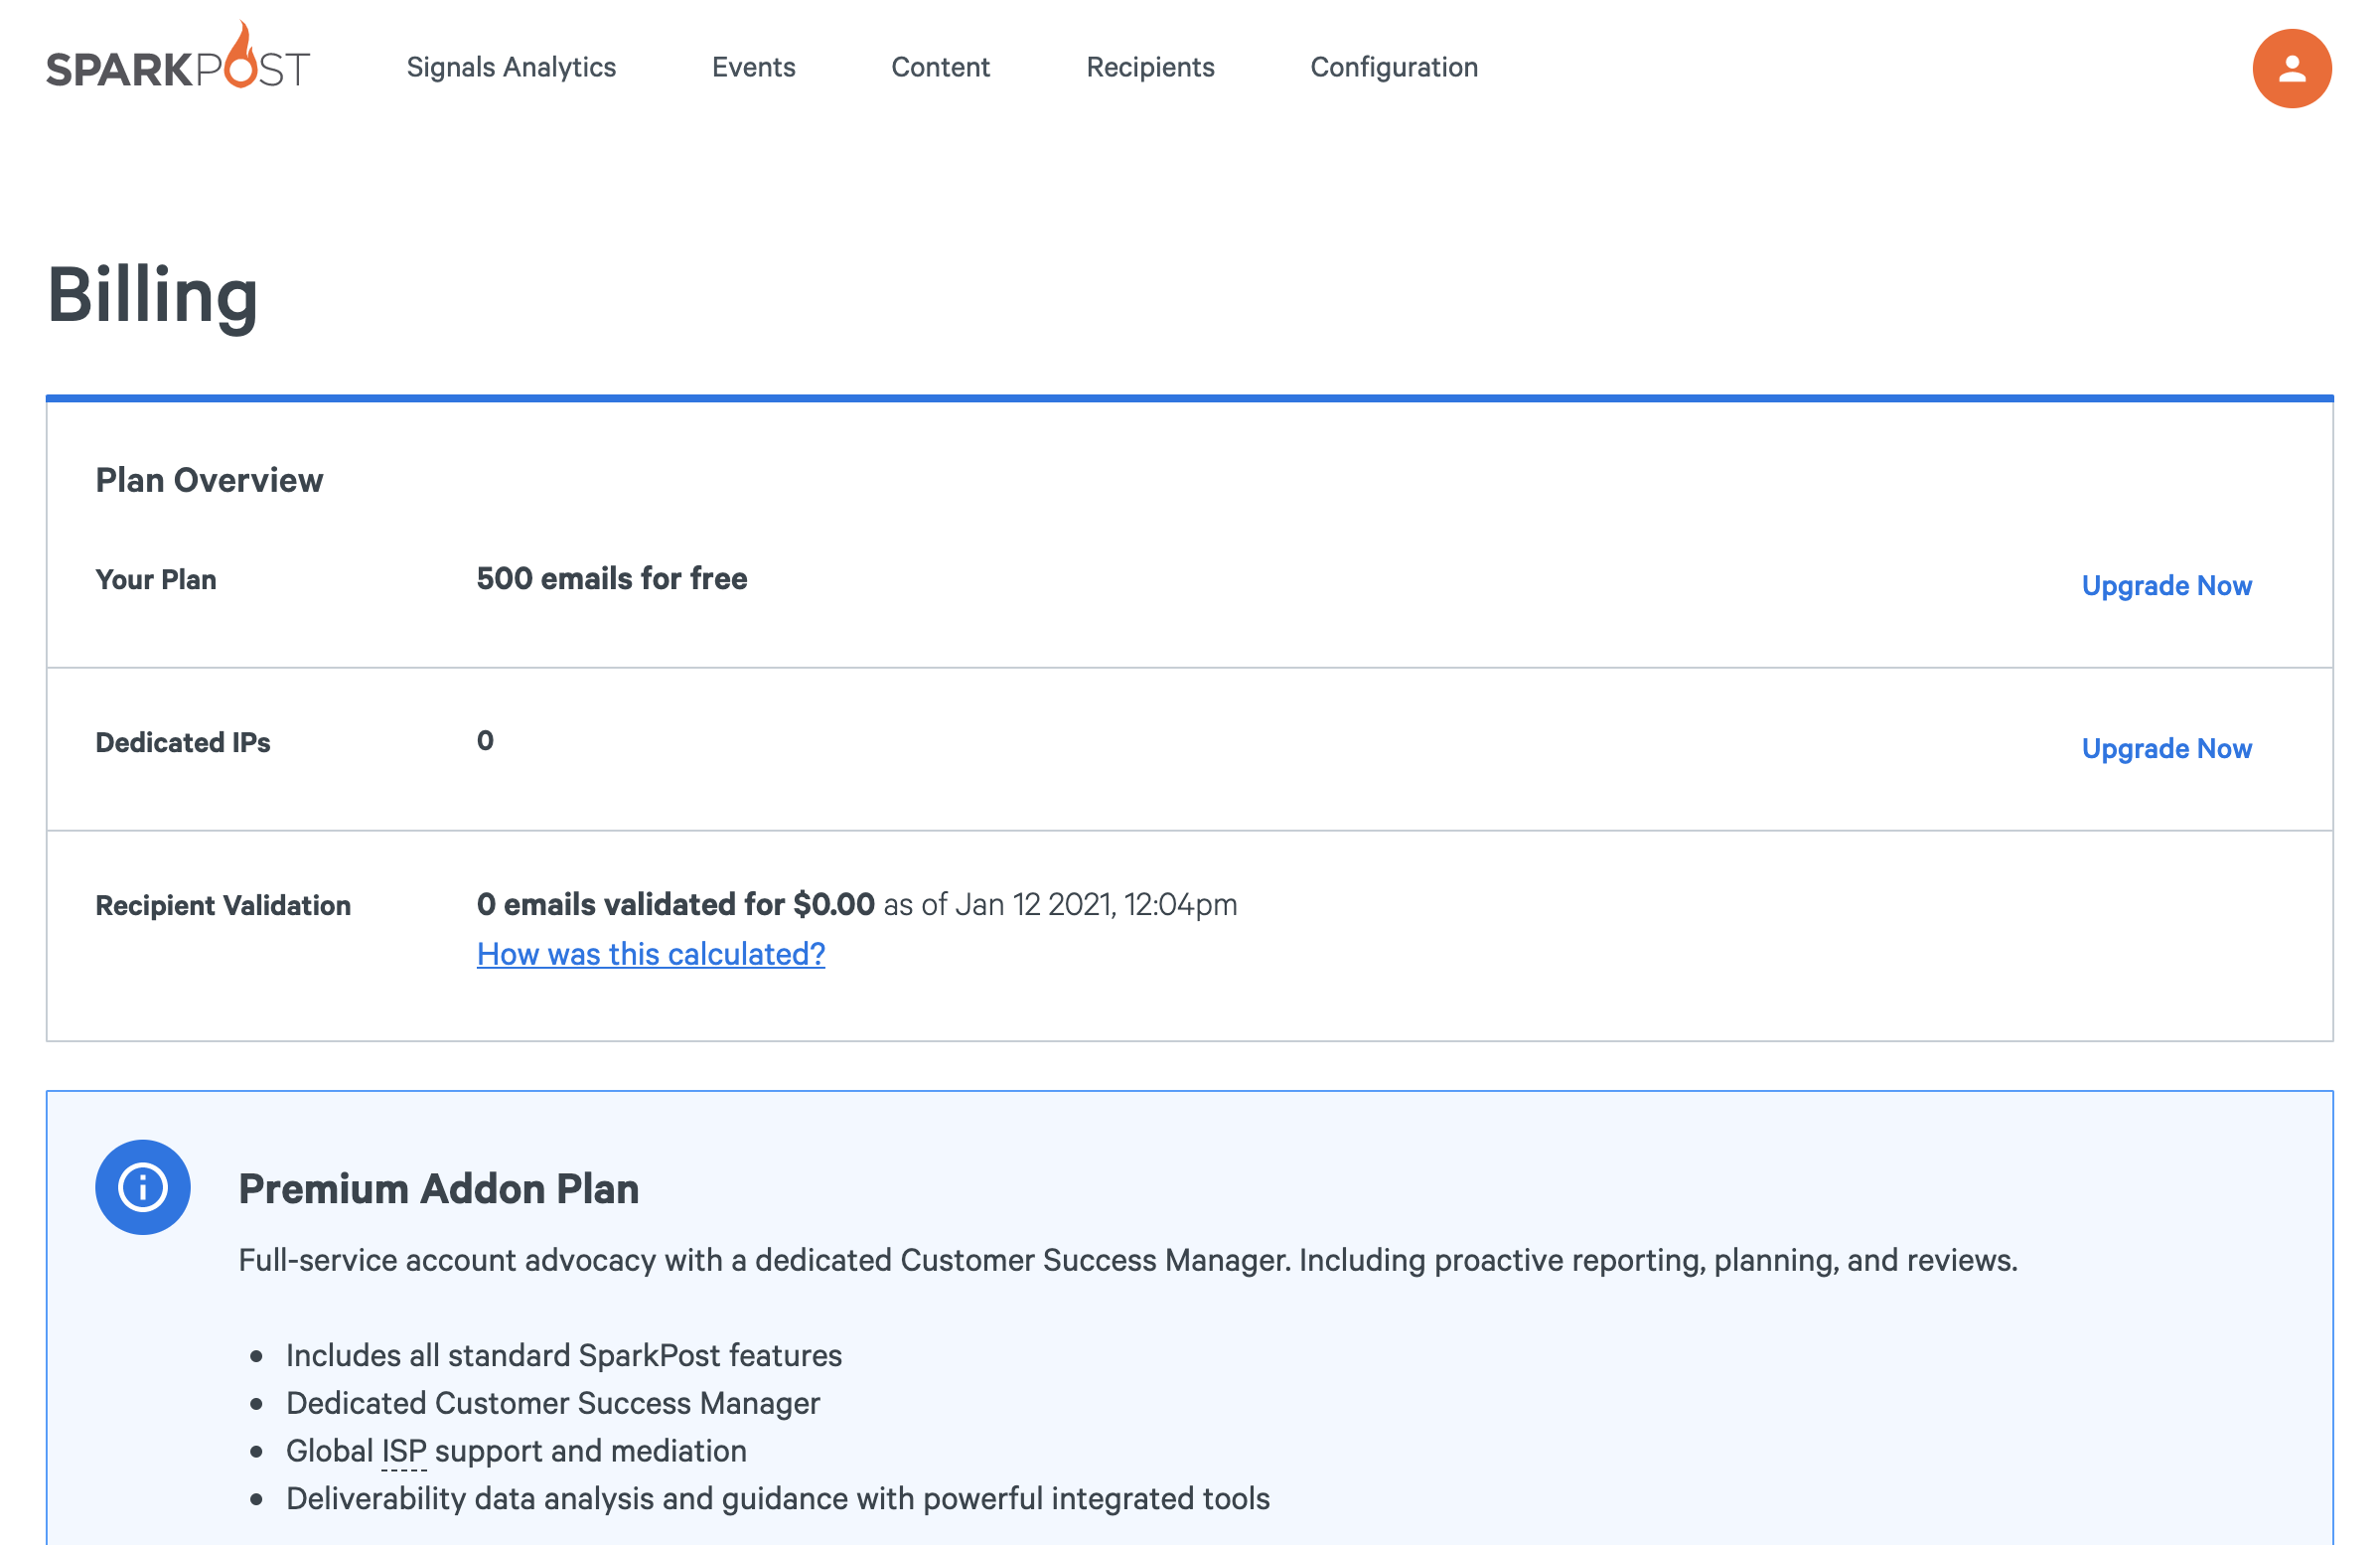 SPARKPOST
Signals Analytics
Events
Content
Recipients
Configuration
Billing
Plan Overview
Your Plan
500 emails for free
Upgrade Now
Dedicated IPs
0
Upgrade Now
Recipient Validation
0 emails validated for $0.00 as of Jan 12 2021, 12:04pm
How was this calculated?
Premium Addon Plan
Full-service account advocacy with a dedicated Customer Success Manager. Including proactive reporting, planning, and reviews.
Includes all standard SparkPost features
Dedicated Customer Success Manager
Global ISP support and mediation
Deliverability data analysis and guidance with powerful integrated tools